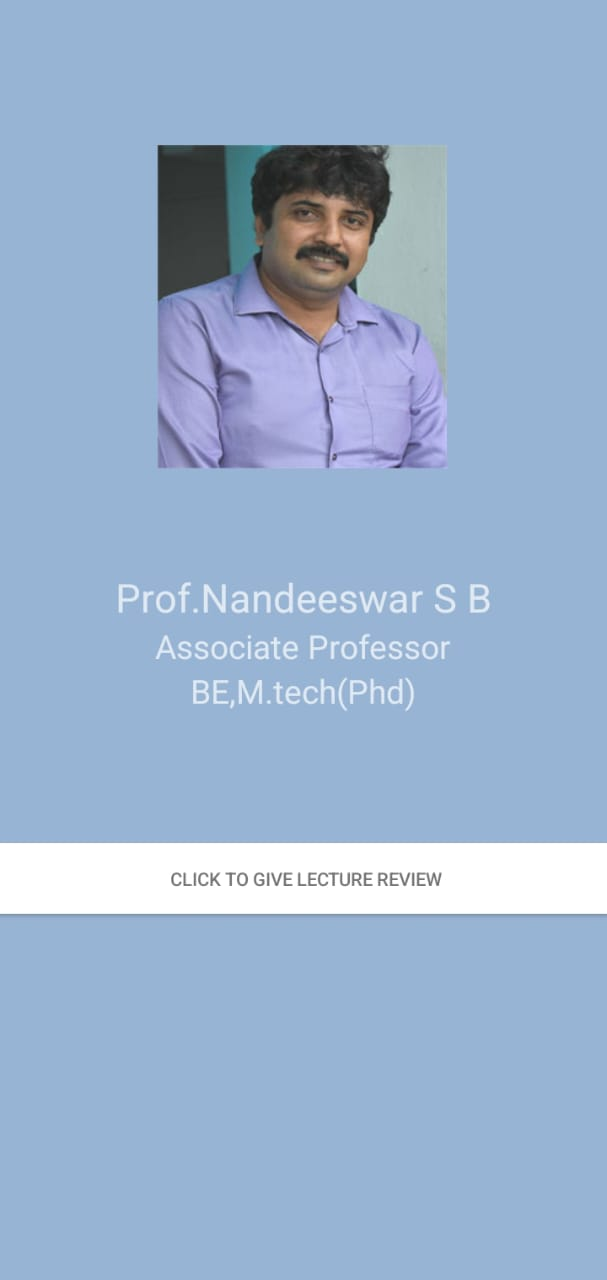 Prof.Nandeeswar S B
Associate Professor
BE,M.tech(Phd)
CLICK TO GIVE LECTURE REVIEW